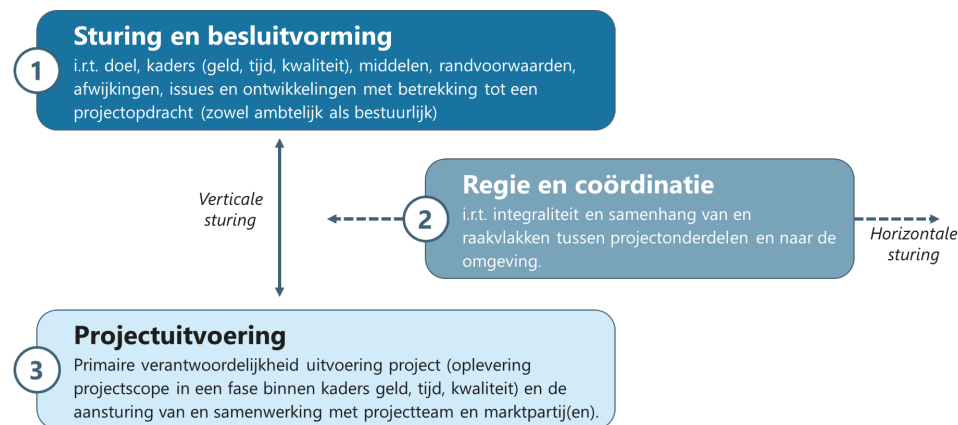 Sturing en besluitvorming
1
i.r.t. doel, kaders (geld, tijd, kwaliteit), middelen, randvoorwaarden,
afwijkingen, issues en ontwikkelingen met betrekking tot een
projectopdracht (zowel ambtelijk als bestuurlijk)
Verticale
sturing
Regie en coördinatie
2
i.r.t. integraliteit en samenhang van en
raakvlakken tussen projectonderdelen en naar de
omgeving.
Horizontale
sturing
Projectuitvoering
3
Primaire verantwoordelijkheid uitvoering project (oplevering
projectscope in een fase binnen kaders geld, tijd, kwaliteit) en de
aansturing van en samenwerking met projectteam en marktpartij(en).